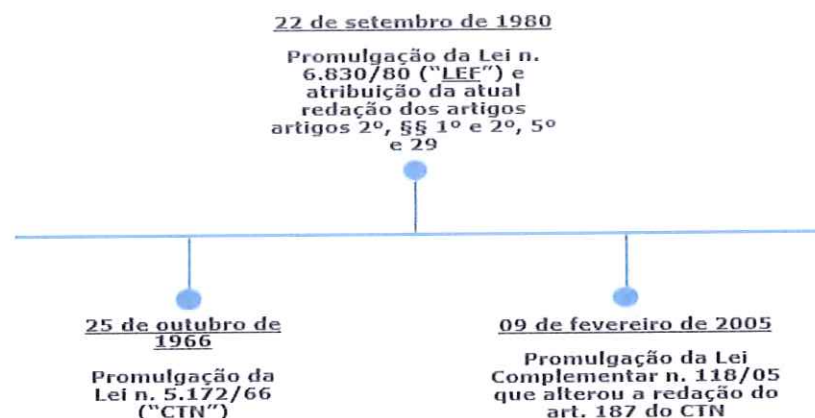 22 de setembro de 1980
Promulgação da Lei n.
6.830/80 ("LEF") e
atribuição da atual
redação dos artigos
artigos 2º, §§ 1º e 2º, 5º
e 29
25 de outubro de
1966
Promulgação da
Lei n. 5.172/66
("CTN")
09 de fevereiro de 2005
Promulgação da Lei
Complementar n. 118/05
que alterou a redação do
art. 187 do CTN